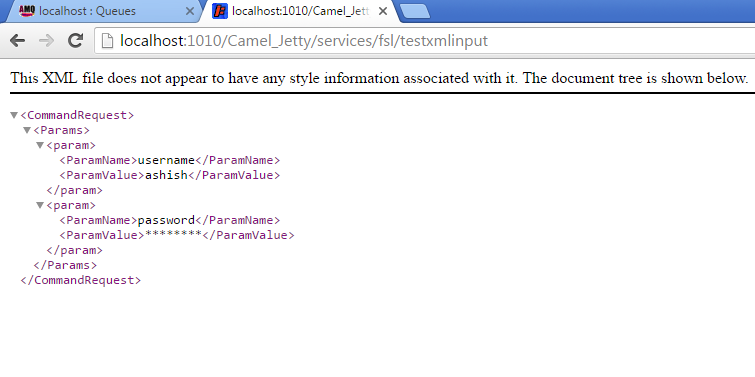 localhost : Queues
localhost:1010/Camel_Jett
localhost:1010/Camel_Jetty/services/fsl/testxmlinput
This XML file does not appear to have any style information associated with it. The document tree is shown below.
<CommandRequest>
<Params>
<param>
<ParamName>username</ParamName>
<ParamValue>ashish</ParamValue>
</param>
<param>
<ParamName>password</ParamName>
<ParamValue>********</ParamValue>
</param>
</Params>
</CommandRequest>